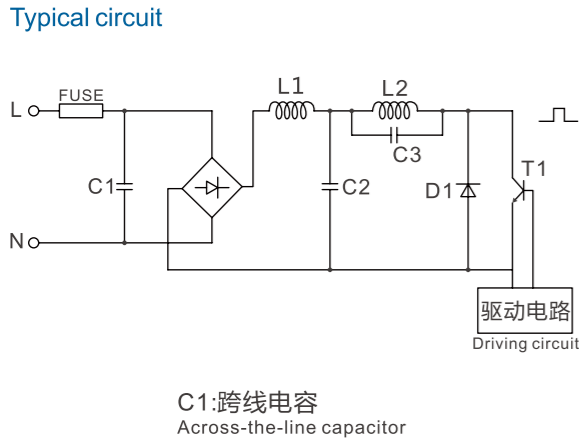 Typical circuit
L
FUSE
L1
L2
C3
C1
C2
D1
T1
N
驱动电路
Driving circuit
C1:跨线电容
Across-the-line capacitor